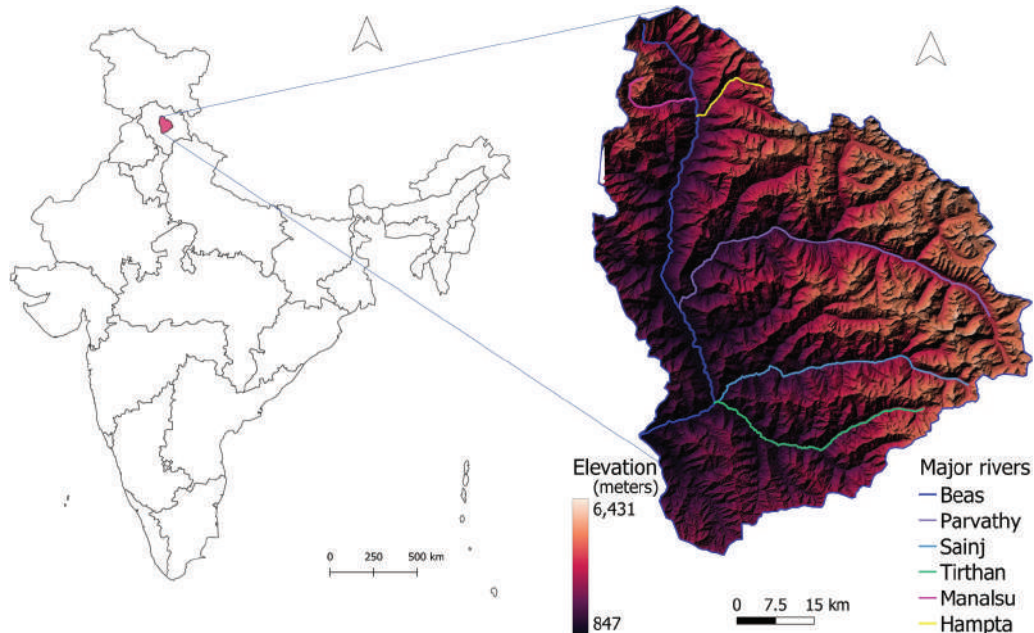 0 250 500 km
Elevation
(meters)
6,431
847
0 7.5 15 km
Major rivers
Beas
Parvathy
Sainj
Tirthan
Manalsu
Hampta